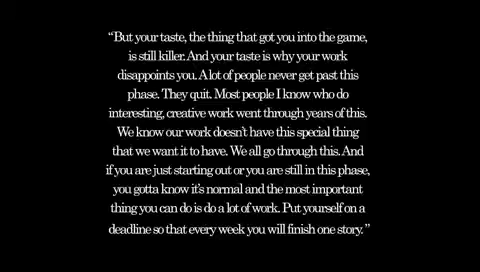 “But your taste, the thing that got you into the game,
is still killer. And your taste is why your work
disappoints you. A lot of people never get past this
phase. They quit. Most people I know who do
interesting, creative work went through years of this.
We know our work doesn’t have this special thing
that we want it to have. We all go through this. And
if you are just starting out or you are still in this phase,
you gotta know it’s normal and the most important
thing you can do is do a lot of work. Put yourself on a
deadline so that every week you will finish one story.”